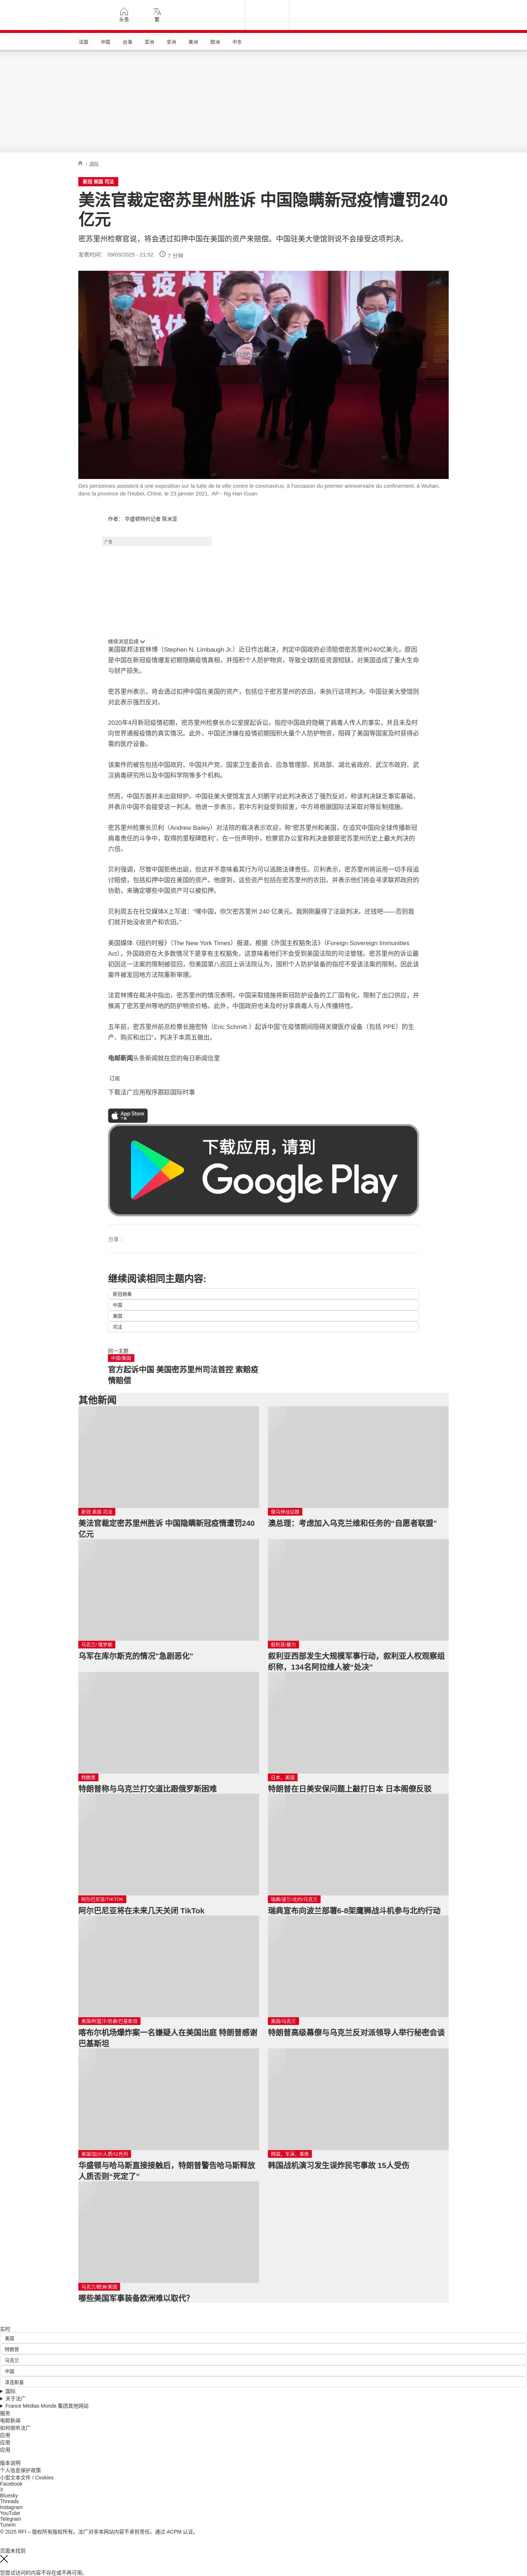 头条
繁
法国
中国
台海
亚洲
非洲
美洲
欧洲
中东
/ 国际
新冠 美国 司法
美法官裁定密苏里州胜诉 中国隐瞒新冠疫情遭罚240
亿元
密苏里州检察官说，将会透过扣押中国在美国的资产来赔偿。中国驻美大使馆则说不会接受这项判决。
发表时间： 09/03/2025 - 21:52
7 分钟
Des personnes assistent à une exposition sur la lutte de la ville contre le coronavirus, à l'occasion du premier anniversaire du confinement, à Wuhan,
dans la province de l'Hubei, Chine, le 23 janvier 2021. AP - Ng Han Guan
作者： 华盛顿特约记者 陈米亚
广告
继续浏览后续
美国联邦法官林博（Stephen N. Limbaugh Jr.）近日作出裁决，判定中国政府必须赔偿密苏里州240亿美元，原因
是中国在新冠疫情爆发初期隐瞒疫情真相，并囤积个人防护物资，导致全球防疫资源短缺，对美国造成了重大生命
与财产损失。
密苏里州表示，将会透过扣押中国在美国的资产，包括位于密苏里州的农田，来执行这项判决。中国驻美大使馆则
对此表示强烈反对。
2020年4月新冠疫情初期，密苏里州检察长办公室提起诉讼，指控中国政府隐瞒了病毒人传人的事实，并且未及时
向世界通报疫情的真实情况。此外，中国还涉嫌在疫情初期囤积大量个人防护物资，阻碍了美国等国家及时获得必
需的医疗设备。
该案件的被告包括中国政府、中国共产党、国家卫生委员会、应急管理部、民政部、湖北省政府、武汉市政府、武
汉病毒研究所以及中国科学院等多个机构。
然而，中国方面并未出庭辩护。中国驻美大使馆发言人刘鹏宇对此判决表达了强烈反对，称该判决缺乏事实基础，
并表示中国不会接受这一判决。他进一步表示，若中方利益受到损害，中方将根据国际法采取对等反制措施。
密苏里州检察长贝利（Andrew Bailey）对法院的裁决表示欢迎，称“密苏里州和美国，在追究中国向全球传播新冠
病毒责任的斗争中，取得的里程碑胜利”，在一份声明中，检察官办公室称判决金额是密苏里州历史上最大判决的
六倍。
贝利强调，尽管中国拒绝出庭，但这并不意味着其行为可以逃脱法律责任。贝利表示，密苏里州将运用一切手段追
讨赔偿，包括扣押中国在美国的资产。他提到，这些资产包括在密苏里州的农田，并表示他们将会寻求联邦政府的
协助，来确定哪些中国资产可以被扣押。
贝利周五在社交媒体X上写道：“嘿中国，你欠密苏里州 240 亿美元。我刚刚赢得了法庭判决。还钱吧——否则我
们就开始没收资产和农田。”
美国媒体《纽约时报》（The New York Times）报道，根据《外国主权豁免法》（Foreign Sovereign Immunities
Act），外国政府在大多数情况下是享有主权豁免，这意味着他们不会受到美国法院的司法管辖。密苏里州的诉讼最
初因这一法案的限制被驳回，但美国第八巡回上诉法院认为，囤积个人防护装备的指控不受该法案的限制，因此该
案件被发回地方法院重新审理。
法官林博在裁决中指出，密苏里州的情况表明，中国采取措施将新冠防护设备的工厂国有化，限制了出口供应，并
推高了密苏里州等地的防护物资价格。此外，中国政府也未及时分享病毒人与人传播特性。
五年前，密苏里州前总检察长施密特（Eric Schmitt ）起诉中国“在疫情期间阻碍关键医疗设备（包括 PPE）的生
产、购买和出口”，判决于本周五做出。
电邮新闻头条新闻就在您的每日新闻信里
订阅
下载法广应用程序跟踪国际时事
App Store
下载
下载应用，请到
Google Play
分享 :
继续阅读相同主题内容:
新冠病毒
中国
美国
司法
同一主题
中国/美国
官方起诉中国 美国密苏里州司法首控 索赔疫
情赔偿
其他新闻
新冠 美国 司法
美法官裁定密苏里州胜诉 中国隐瞒新冠疫情遭罚240
亿元
俄乌停战议题
澳总理：考虑加入乌克兰维和任务的“自愿者联盟”
乌克兰/ 俄罗斯
乌军在库尔斯克的情况“急剧恶化”
叙利亚/暴力
叙利亚西部发生大规模军事行动，叙利亚人权观察组
织称，134名阿拉维人被“处决”
特朗普
特朗普称与乌克兰打交道比跟俄罗斯困难
日本，美国
特朗普在日美安保问题上敲打日本 日本阁僚反驳
阿尔巴尼亚/TIKTOK
阿尔巴尼亚将在未来几天关闭 TikTok
瑞典/波兰/北约/乌克兰
瑞典宣布向波兰部署6-8架鹰狮战斗机参与北约行动
美国/阿富汗/恐袭/巴基斯坦
喀布尔机场爆炸案一名嫌疑人在美国出庭 特朗普感谢
巴基斯坦
美国/乌克兰
特朗普高级幕僚与乌克兰反对派领导人举行秘密会谈
美国/加沙/人质/以色列
华盛顿与哈马斯直接接触后，特朗普警告哈马斯释放
人质否则“死定了”
韩国、军演、事故
韩国战机演习发生误炸民宅事故 15人受伤
乌克兰/欧洲/美国
哪些美国军事装备欧洲难以取代？
实时
美国
特朗普
乌克兰
中国
泽连斯基
国际
关于法广
France Médias Monde 集团其他网站
服务
电邮新闻
如何收听法广
应用
应用
应用
版本说明
个人信息保护政策
小型文本文件 / Cookies
Facebook
X
Bluesky
Threads
Instagram
YouTube
Telegram
TuneIn
© 2025 RFI – 版权所有版权所有。法广对非本网站内容不承担责任。通过 ACPM 认证。
页面未找到
您尝试访问的内容不存在或不再可用。